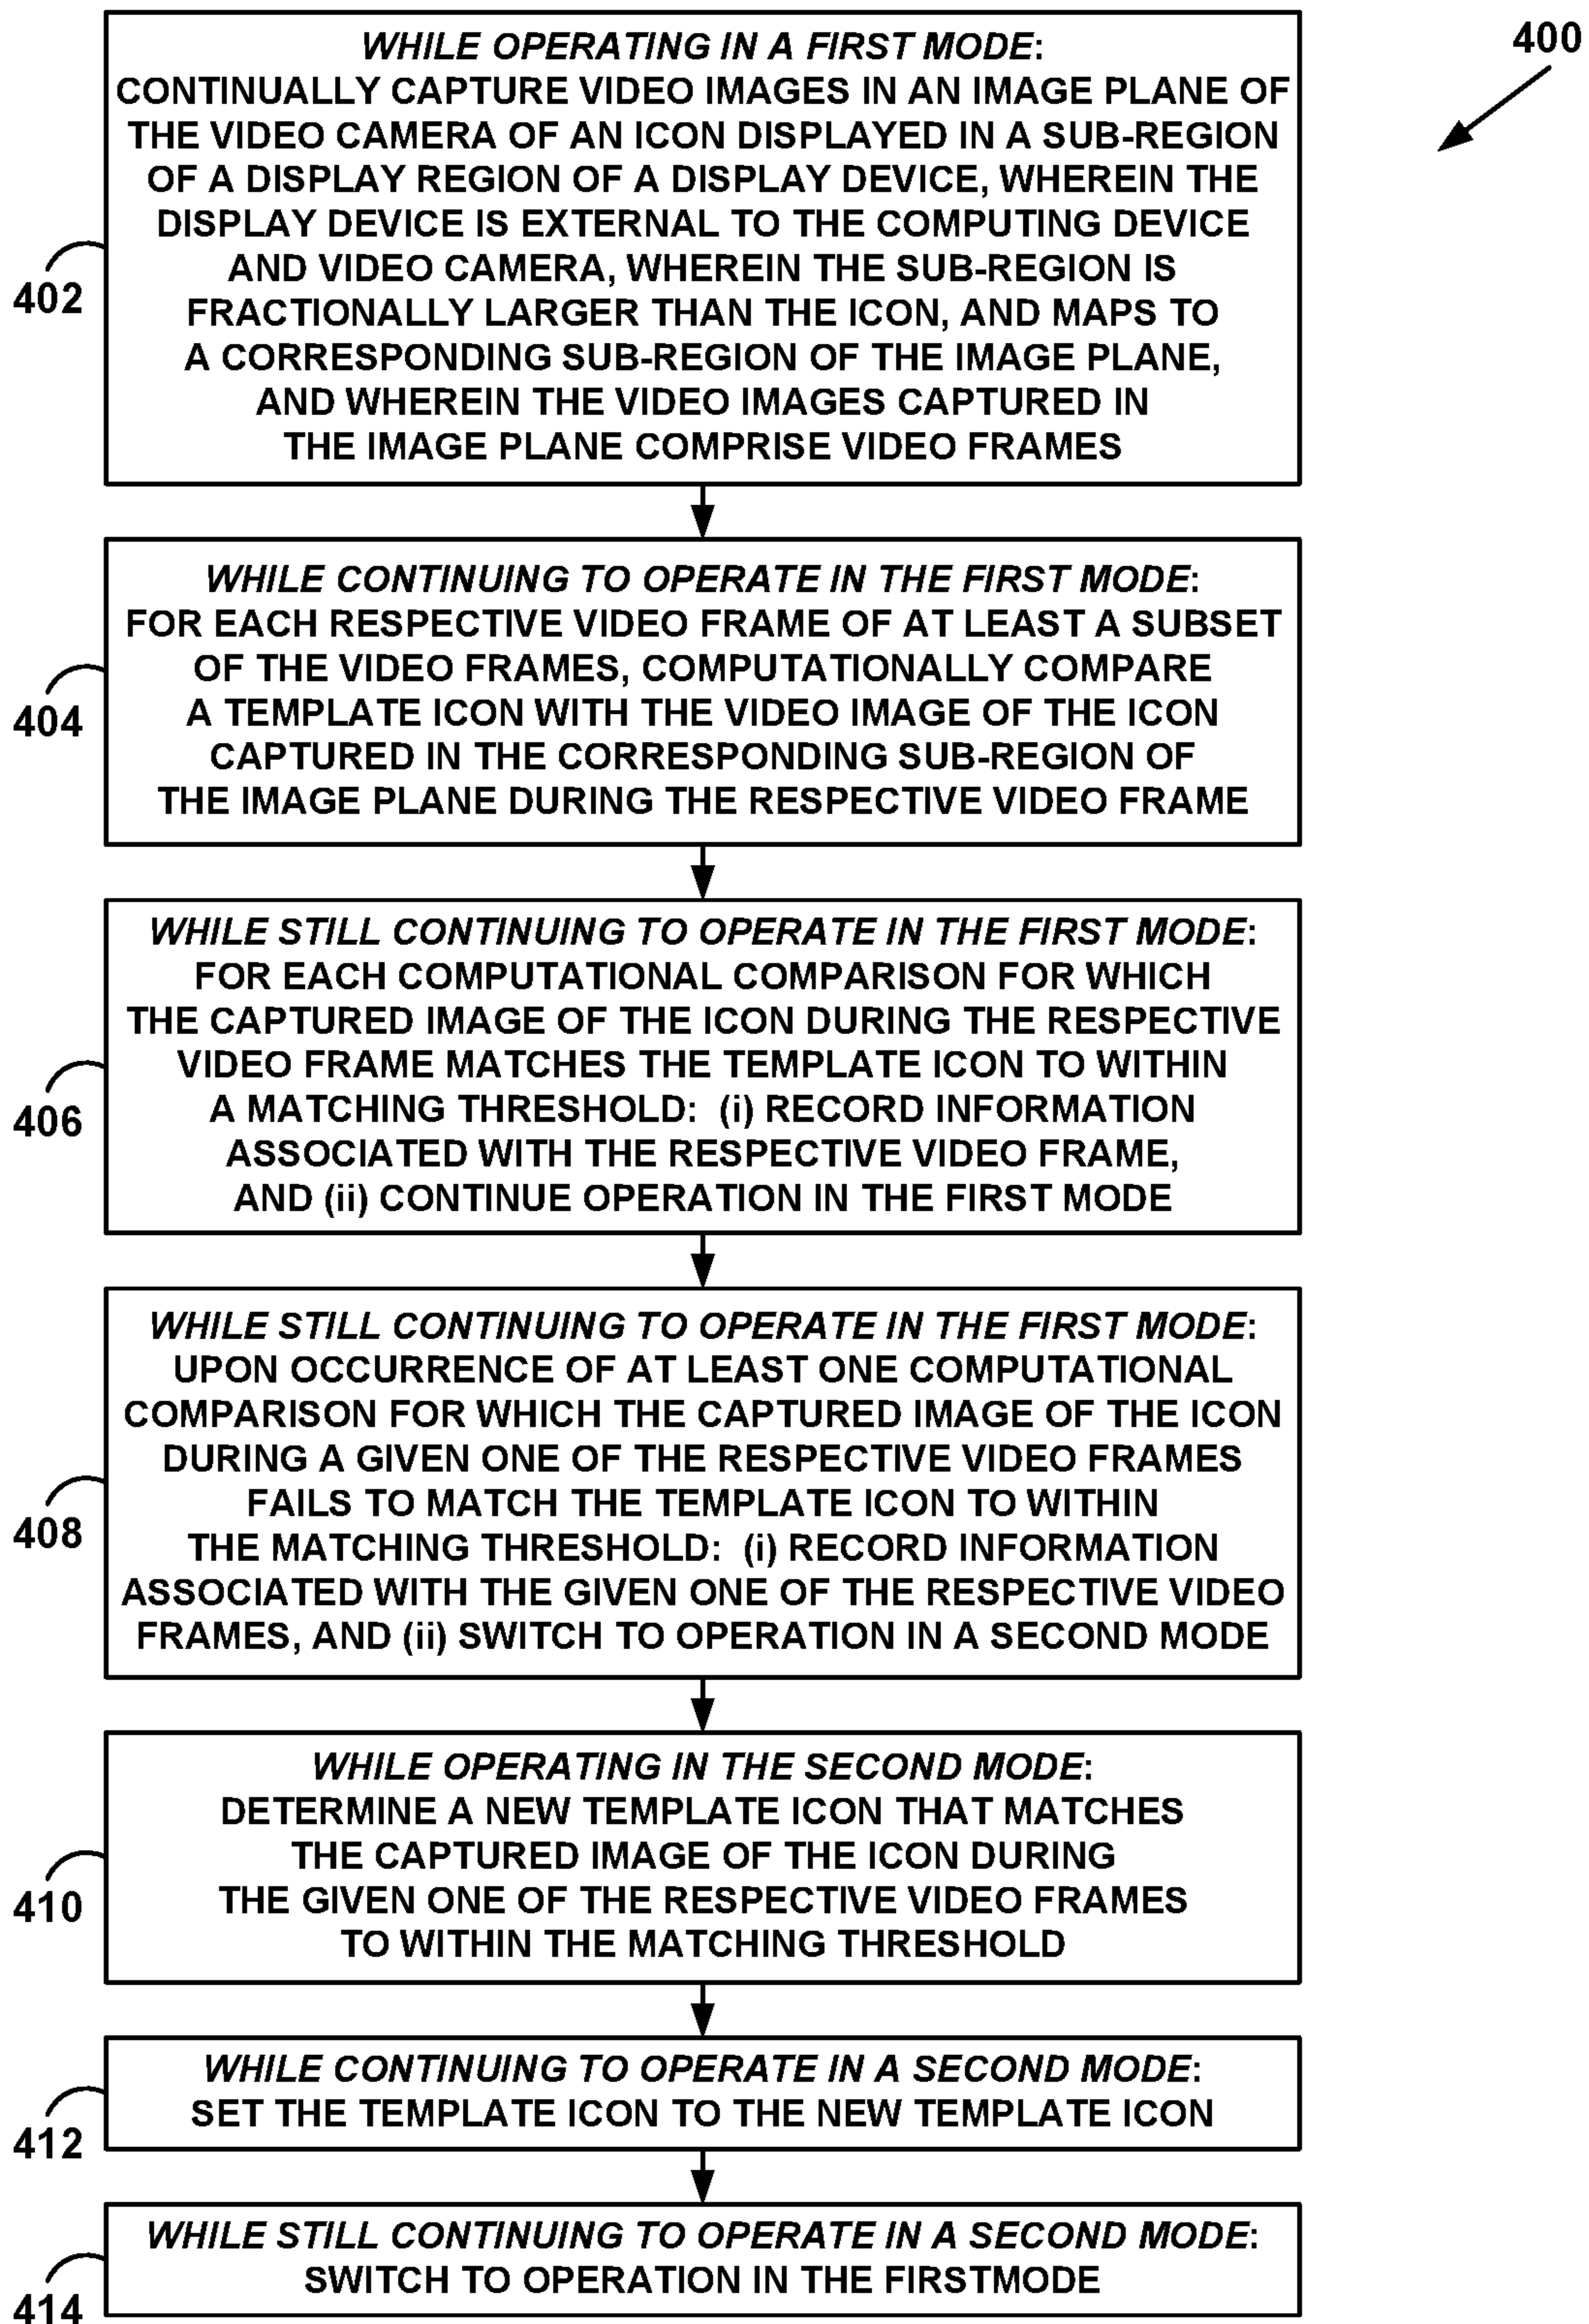 400
WHILE OPERATING IN A FIRST MODE:
CONTINUALLY CAPTURE VIDEO IMAGES IN AN IMAGE PLANE OF
THE VIDEO CAMERA OF AN ICON DISPLAYED IN A SUB-REGION
OF A DISPLAY REGION OF A DISPLAY DEVICE, WHEREIN THE
DISPLAY DEVICE IS EXTERNAL TO THE COMPUTING DEVICE
AND VIDEO CAMERA, WHEREIN THE SUB-REGION IS
FRACTIONALLY LARGER THAN THE ICON, AND MAPS TO
A CORRESPONDING SUB-REGION OF THE IMAGE PLANE,
AND WHEREIN THE VIDEO IMAGES CAPTURED IN
THE IMAGE PLANE COMPRISE VIDEO FRAMES
402
WHILE CONTINUING TO OPERATE IN THE FIRST MODE:
FOR EACH RESPECTIVE VIDEO FRAME OF AT LEAST A SUBSET
OF THE VIDEO FRAMES, COMPUTATIONALLY COMPARE
A TEMPLATE ICON WITH THE VIDEO IMAGE OF THE ICON
CAPTURED IN THE CORRESPONDING SUB-REGION OF
THE IMAGE PLANE DURING THE RESPECTIVE VIDEO FRAME
404
WHILE STILL CONTINUING TO OPERATE IN THE FIRST MODE:
FOR EACH COMPUTATIONAL COMPARISON FOR WHICH
THE CAPTURED IMAGE OF THE ICON DURING THE RESPECTIVE
VIDEO FRAME MATCHES THE TEMPLATE ICON TO WITHIN
A MATCHING THRESHOLD: (i) RECORD INFORMATION
ASSOCIATED WITH THE RESPECTIVE VIDEO FRAME,
AND (ii) CONTINUE OPERATION IN THE FIRST MODE
406
WHILE STILL CONTINUING TO OPERATE IN THE FIRST MODE:
UPON OCCURRENCE OF AT LEAST ONE COMPUTATIONAL
COMPARISON FOR WHICH THE CAPTURED IMAGE OF THE ICON
DURING A GIVEN ONE OF THE RESPECTIVE VIDEO FRAMES
FAILS TO MATCH THE TEMPLATE ICON TO WITHIN
THE MATCHING THRESHOLD: (i) RECORD INFORMATION
ASSOCIATED WITH THE GIVEN ONE OF THE RESPECTIVE VIDEO
FRAMES, AND (ii) SWITCH TO OPERATION IN A SECOND MODE
408
WHILE OPERATING IN THE SECOND MODE:
DETERMINE A NEW TEMPLATE ICON THAT MATCHES
THE CAPTURED IMAGE OF THE ICON DURING
THE GIVEN ONE OF THE RESPECTIVE VIDEO FRAMES
TO WITHIN THE MATCHING THRESHOLD
410
WHILE CONTINUING TO OPERATE IN A SECOND MODE:
SET THE TEMPLATE ICON TO THE NEW TEMPLATE ICON
412
WHILE STILL CONTINUING TO OPERATE IN A SECOND MODE:
SWITCH TO OPERATION IN THE FIRSTMODE
414